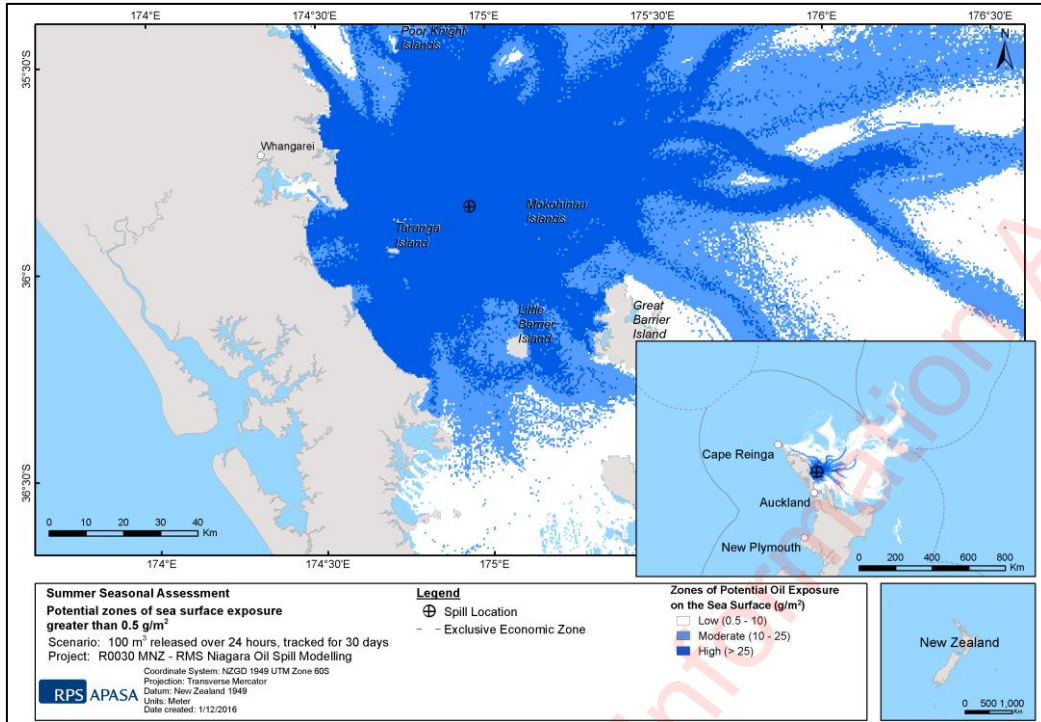 174°E
174°30'E
175°E
175°30'E
176°E
176°30'E
N
Poor Knight
Islands
35°30'S
Whangarei
Mokohinau
Islands
Taranga
Island
36°S
Little
Barrier
Island
Great
Barrier
Island
36°30'S
0 10 20 30 40
Km
Cape Reinga
Auckland
New Plymouth
0 200 400 600 800
Km
174°E
174°30'E
175°E
Summer Seasonal Assessment
Potential zones of sea surface exposure
greater than 0.5 g/m²
Scenario: 100 m³ released over 24 hours, tracked for 30 days
Project: R0030 MNZ - RMS Niagara Oil Spill Modelling
Coordinate System: NZGD 1949 UTM Zone 60S
Projection: Transverse Mercator
Datum: New Zealand 1949
Units: Meter
Date created: 1/12/2016
RPS APASA
Legend
Spill Location
Exclusive Economic Zone
Zones of Potential Oil Exposure
on the Sea Surface (g/m²)
Low (0.5 - 10)
Moderate (10 - 25)
High (> 25)
New Zealand
0 500 1,000
Km
Information A